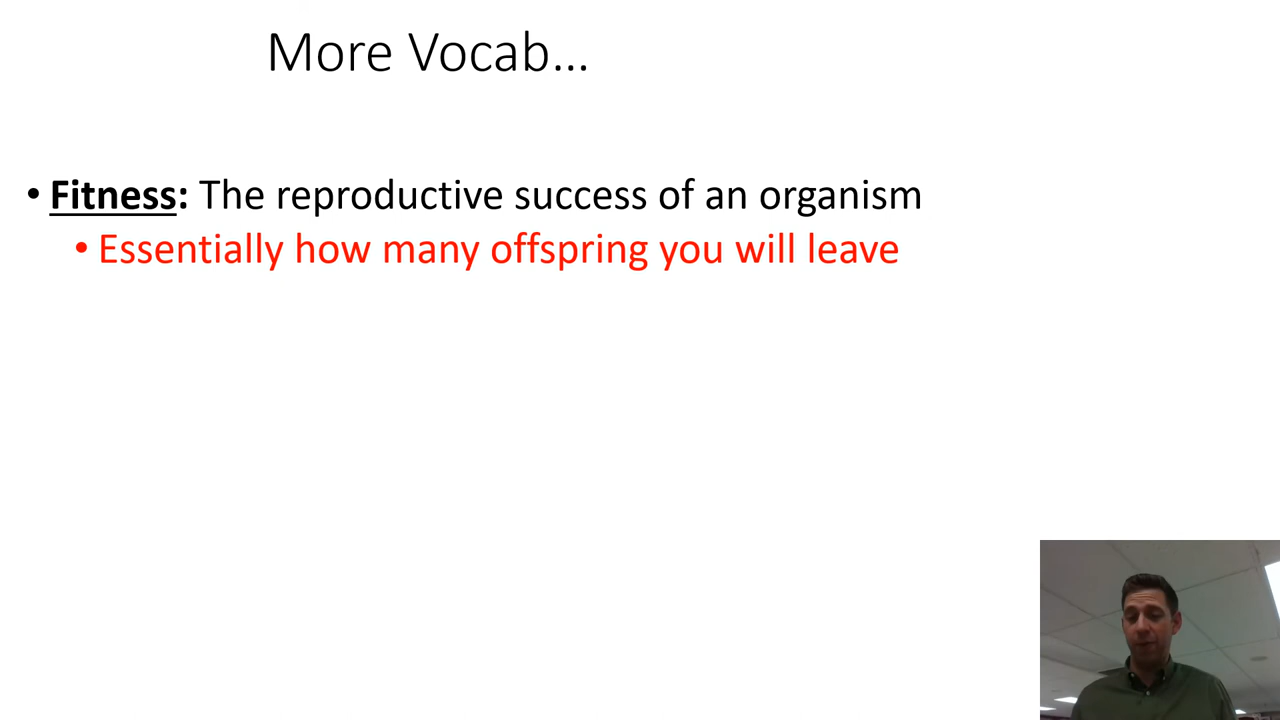 More Vocab…
• Fitness: The reproductive success of an organism
• Essentially how many offspring you will leave